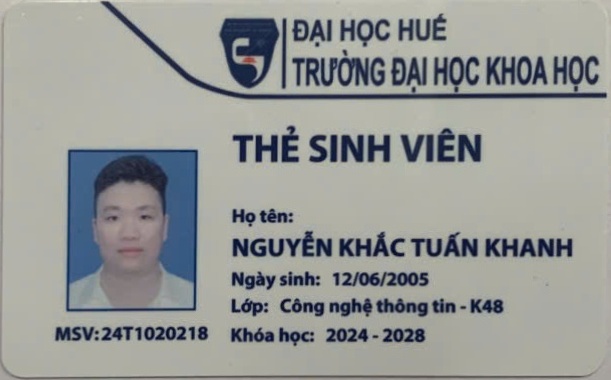 ĐẠI HỌC HUẾ
TRƯỜNG ĐẠI HỌC KHOA HỌC
THẺ SINH VIÊN
Họ tên:
NGUYỄN KHẮC TUẤN KHANH
Ngày sinh: 12/06/2005
Lớp: Công nghệ thông tin - K48
MSV:24T1020218 Khóa học: 2024 - 2028